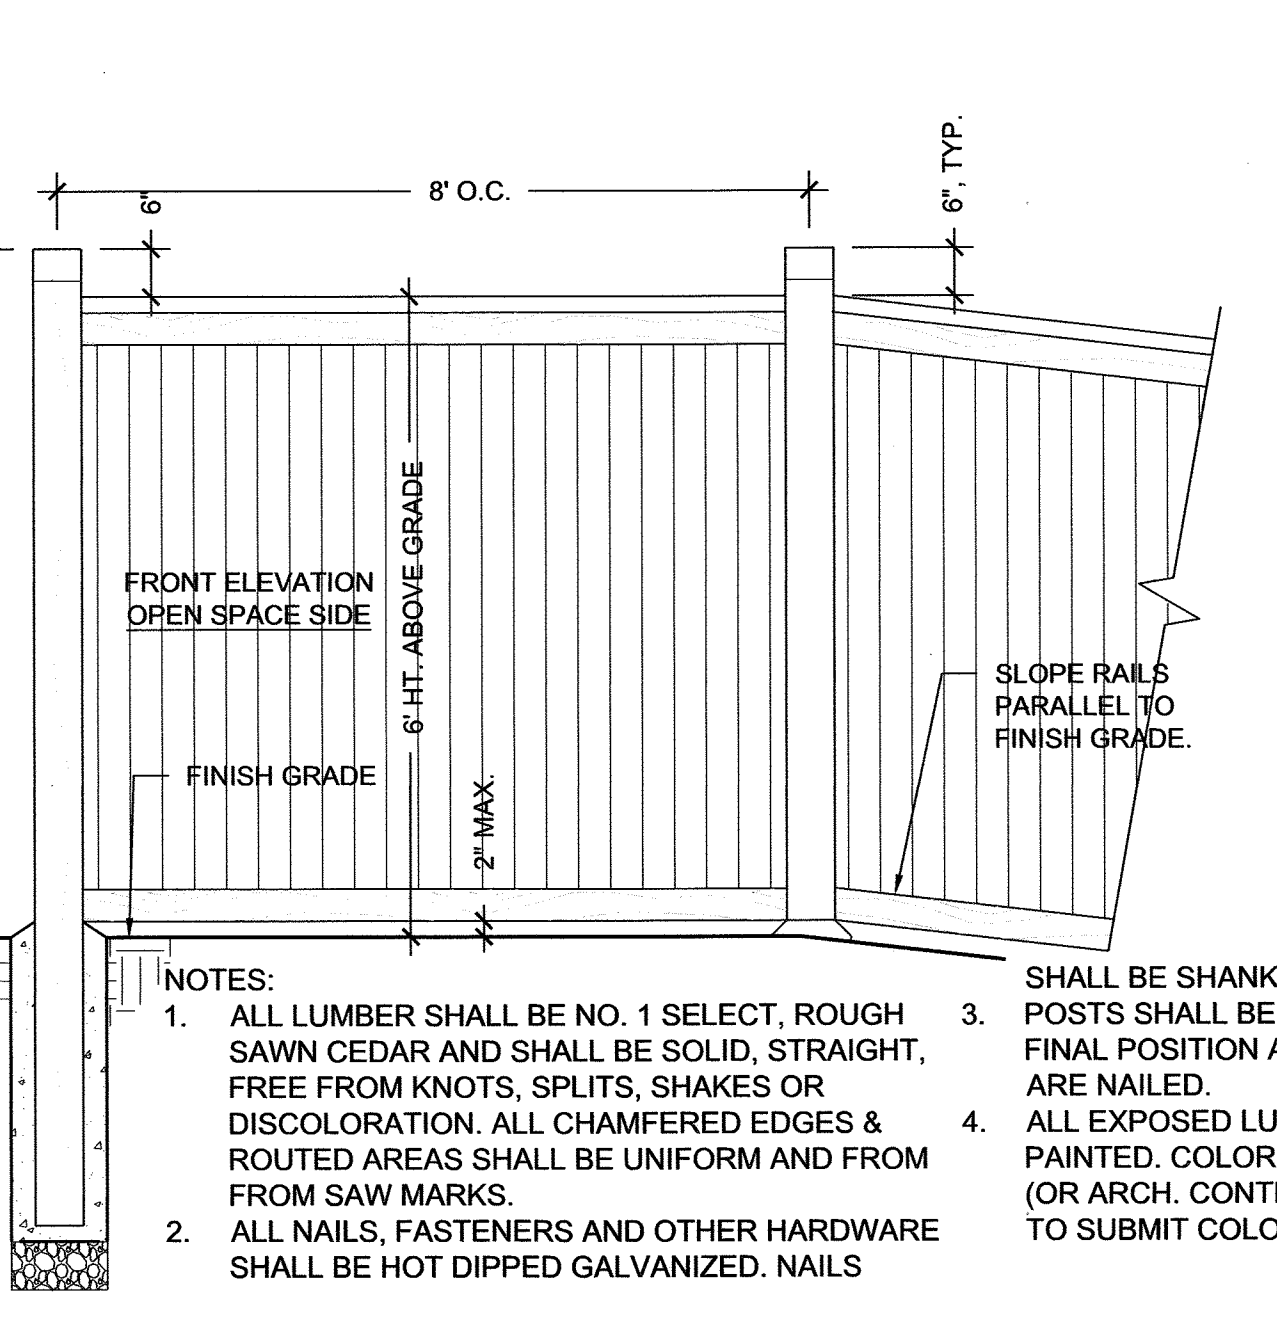 6", TYP.
8' O.C.
6"
6' HT. ABOVE GRADE
FRONT ELEVATION
OPEN SPACE SIDE
SLOPE RAILS
PARALLEL TO
FINISH GRADE.
FINISH GRADE
2" MAX.
NOTES:
1. ALL LUMBER SHALL BE NO. 1 SELECT, ROUGH
SAWN CEDAR AND SHALL BE SOLID, STRAIGHT,
FREE FROM KNOTS, SPLITS, SHAKES OR
DISCOLORATION. ALL CHAMFERED EDGES &
ROUTED AREAS SHALL BE UNIFORM AND FROM
FROM SAW MARKS.
2. ALL NAILS, FASTENERS AND OTHER HARDWARE
SHALL BE HOT DIPPED GALVANIZED. NAILS
SHALL BE SHANK
3. POSTS SHALL BE
FINAL POSITION
ARE NAILED.
4. ALL EXPOSED
PAINTED. COLOR
(OR ARCH.
TO SUBMIT